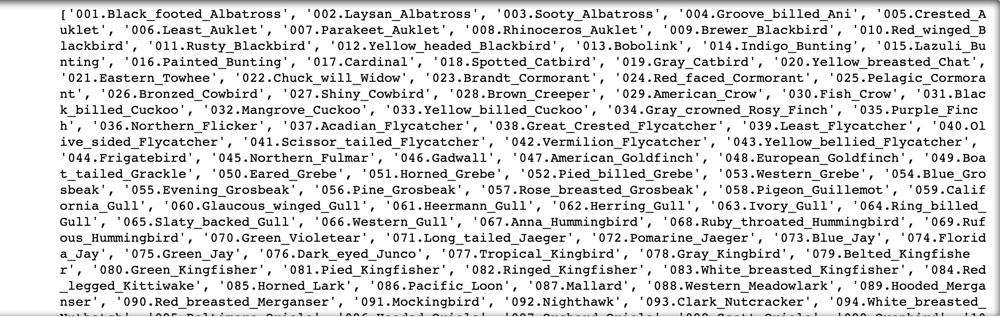 ['001.Black_footed_Albatross', '002.Laysan_Albatross', '003.Sooty_Albatross', '004.Groove_billed_Ani', '005.Crested_A
uklet', '006.Least_Auklet', '007.Parakeet_Auklet', '008.Rhinoceros_Auklet', '009.Brewer_Blackbird', '010.Red_winged_B
lackbird', '011.Rusty_Blackbird', '012.Yellow_headed_Blackbird', '013.Bobolink', '014.Indigo_Bunting', '015.Lazuli_Bu
nting', '016.Painted_Bunting', '017.Cardinal', '018.Spotted_Catbird', '019.Gray_Catbird', '020.Yellow_breasted_Chat',
'021.Eastern_Towhee', '022.Chuck_will_Widow', '023.Brandt_Cormorant', '024.Red_faced_Cormorant', '025.Pelagic_Cormora
nt', '026.Bronzed_Cowbird', '027.Shiny_Cowbird', '028.Brown_Creeper', '029.American_Crow', '030.Fish_Crow', '031.Blac
k_billed_Cuckoo', '032.Mangrove_Cuckoo', '033.Yellow_billed_Cuckoo', '034.Gray_crowned_Rosy_Finch', '035.Purple_Finc
h', '036.Northern_Flicker', '037.Acadian_Flycatcher', '038.Great_Crested_Flycatcher', '039.Least_Flycatcher', '040.Ol
ive_sided_Flycatcher', '041.Scissor_tailed_Flycatcher', '042.Vermilion_Flycatcher', '043.Yellow_bellied_Flycatcher',
'044.Frigatebird', '045.Northern_Fulmar', '046.Gadwall', '047.American_Goldfinch', '048.European_Goldfinch', '049.Boa
t_tailed_Grackle', '050.Eared_Grebe', '051.Horned_Grebe', '052.Pied_billed_Grebe', '053.Western_Grebe', '054.Blue_Gro
sbeak', '055.Evening_Grosbeak', '056.Pine_Grosbeak', '057.Rose_breasted_Grosbeak', '058.Pigeon_Guillemot', '059.Calif
ornia_Gull', '060.Glaucous_winged_Gull', '061.Heermann_Gull', '062.Herring_Gull', '063.Ivory_Gull', '064.Ring_billed_
Gull', '065.Slaty_backed_Gull', '066.Western_Gull', '067.Anna_Hummingbird', '068.Ruby_throated_Hummingbird', '069.Ruf
ous_Hummingbird', '070.Green_Violetear', '071.Long_tailed_Jaeger', '072.Pomarine_Jaeger', '073.Blue_Jay', '074.Florid
a_Jay', '075.Green_Jay', '076.Dark_eyed_Junco', '077.Tropical_Kingbird', '078.Gray_Kingbird', '079.Belted_Kingfishe
r', '080.Green_Kingfisher', '081.Pied_Kingfisher', '082.Ringed_Kingfisher', '083.White_breasted_Kingfisher', '084.Red
_legged_Kittiwake', '085.Horned_Lark', '086.Pacific_Loon', '087.Mallard', '088.Western_Meadowlark', '089.Hooded_Merga
nser', '090.Red_breasted_Merganser', '091.Mockingbird', '092.Nighthawk', '093.Clark_Nutcracker', '094.White_breasted_